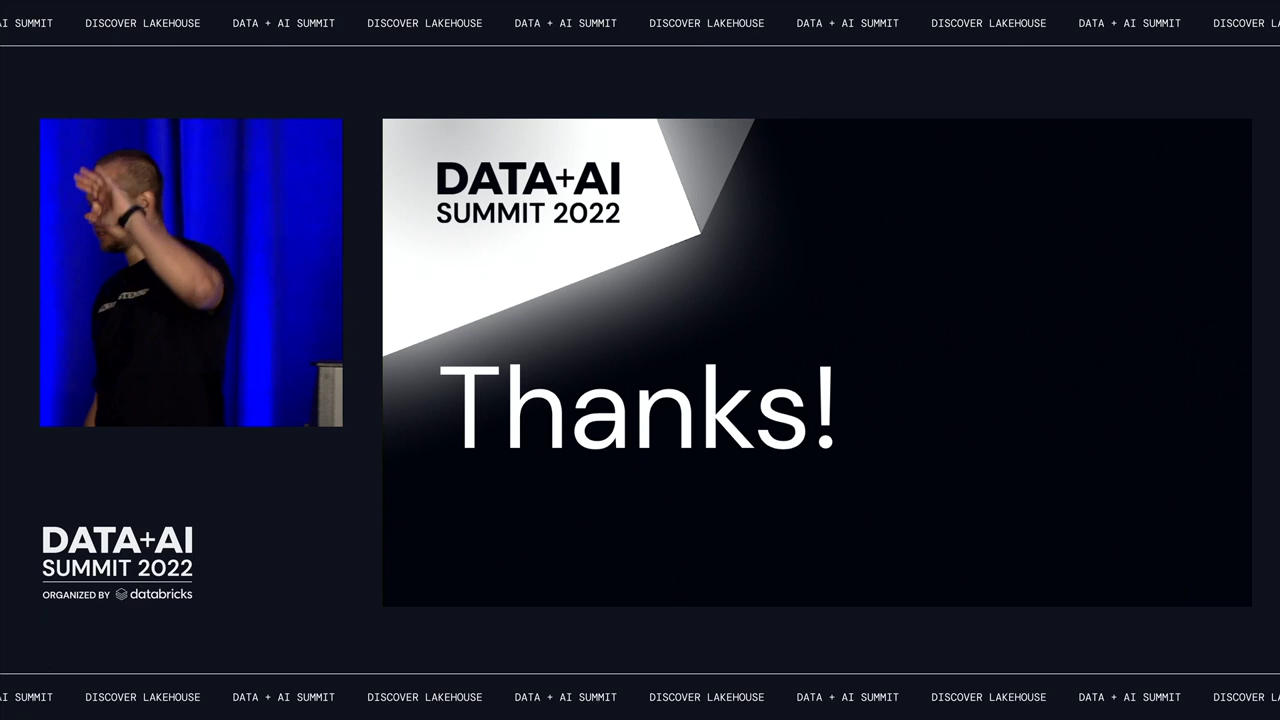 AI SUMMIT DISCOVER LAKEHOUSE DATA + AI SUMMIT DISCOVER LAKEHOUSE DATA + AI SUMMIT DISCOVER LAKEHOUSE DATA + AI SUMMIT DISCOVER LAKEHOUSE DATA + AI SUMMIT DISCOVER
DATA+AI
SUMMIT 2022
Thanks!
DATA+AI
SUMMIT 2022
ORGANIZED BY databricks
AI SUMMIT DISCOVER LAKEHOUSE DATA + AI SUMMIT DISCOVER LAKEHOUSE DATA + AI SUMMIT DISCOVER LAKEHOUSE DATA + AI SUMMIT DISCOVER LAKEHOUSE DATA + AI SUMMIT DISCOVER